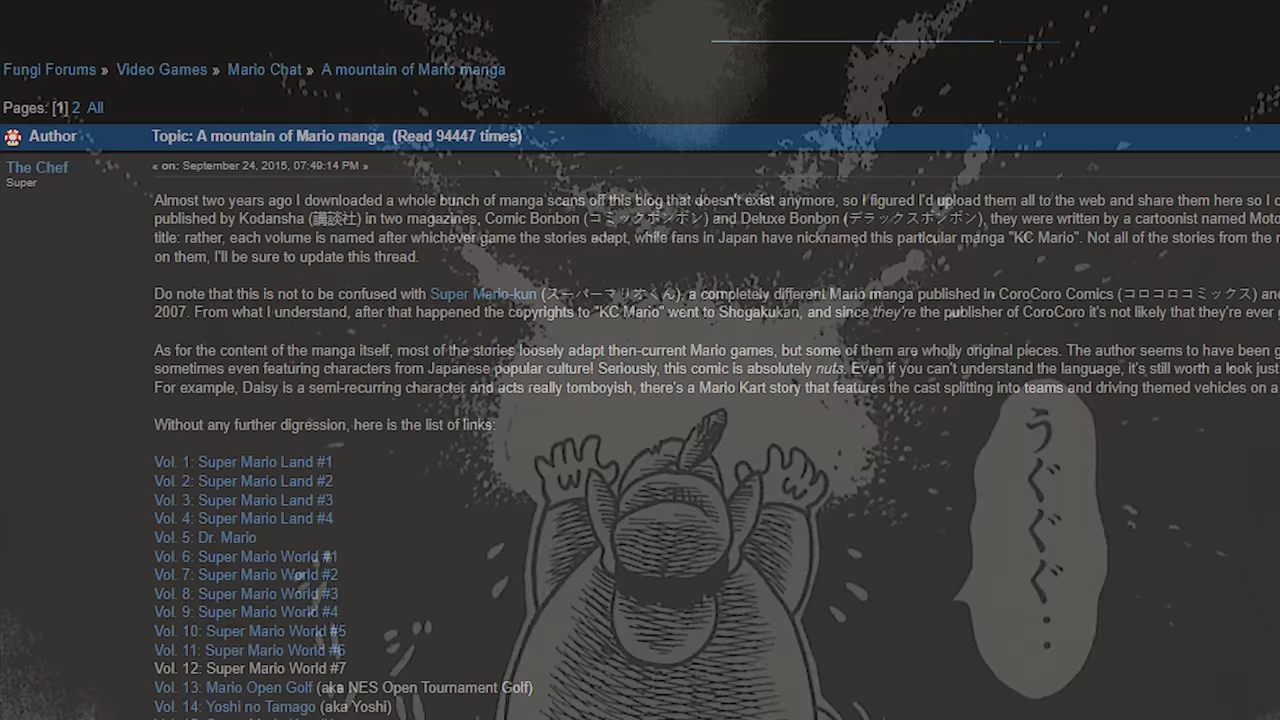 Fungi Forums » Video Games » Mario Chat » A mountain of Mario manga
Pages: [1] 2 All
Author Topic: A mountain of Mario manga (Read 94447 times)
The Chef
Super
« on: September 24, 2015, 07:49:14 PM »
Almost two years ago I downloaded a whole bunch of manga scans off this blog that doesn't exist anymore, so I figured I'd upload them all to the web and share them here so I
published by Kodansha (講談社) in two magazines, Comic Bonbon (コミックボンボン) and Deluxe Bonbon (デラックスボンボン), they were written by a cartoonist named
title: rather, each volume is named after whichever game the stories adapt, while fans in Japan have nicknamed this particular manga "KC Mario". Not all of the stories from the
on them, I'll be sure to update this thread.
Do note that this is not to be confused with Super Mario-kun (スーパーマリオくん), a completely different Mario manga published in CoroCoro Comics (コロコロコミックス)
2007. From what I understand, after that happened the copyrights to "KC Mario" went to Shogakukan, and since they're the publisher of CoroCoro it's not likely that they're ever
As for the content of the manga itself, most of the stories loosely adapt then-current Mario games, but some of them are wholly original pieces. The author seems to have been
sometimes even featuring characters from Japanese popular culture! Seriously, this comic is absolutely nuts. Even if you can't understand the language, it's still worth a look just
For example, Daisy is a semi-recurring character and acts really tomboyish, there's a Mario Kart story that features the cast splitting into teams and driving themed vehicles on a
Without any further digression, here is the list of links:
Vol. 1: Super Mario Land #1
Vol. 2: Super Mario Land #2
Vol. 3: Super Mario Land #3
Vol. 4: Super Mario Land #4
Vol. 5: Dr. Mario
Vol. 6: Super Mario World #1
Vol. 7: Super Mario World #2
Vol. 8: Super Mario World #3
Vol. 9: Super Mario World #4
Vol. 10: Super Mario World #5
Vol. 11: Super Mario World #6
Vol. 12: Super Mario World #7
Vol. 13: Mario Open Golf (aka NES Open Tournament Golf)
Vol. 14: Yoshi no Tamago (aka Yoshi)
うぐぐぐ…